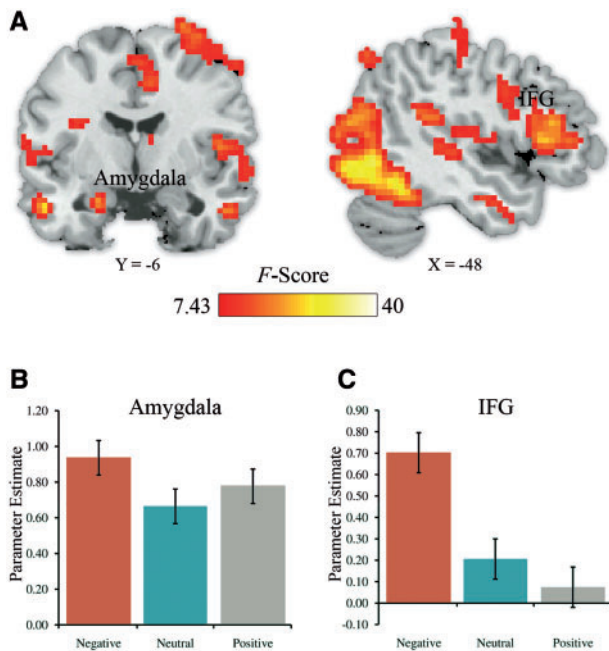 A
Amygdala
IFG
Y = -6
X = -48
F-Score
7.43
40
B
Amygdala
Parameter Estimate
1.20
1.00
0.80
0.60
0.40
0.20
0.00
Negative
Neutral
Positive
C
IFG
Parameter Estimate
0.90
0.80
0.70
0.60
0.50
0.40
0.30
0.20
0.10
0.00
-0.10
Negative
Neutral
Positive